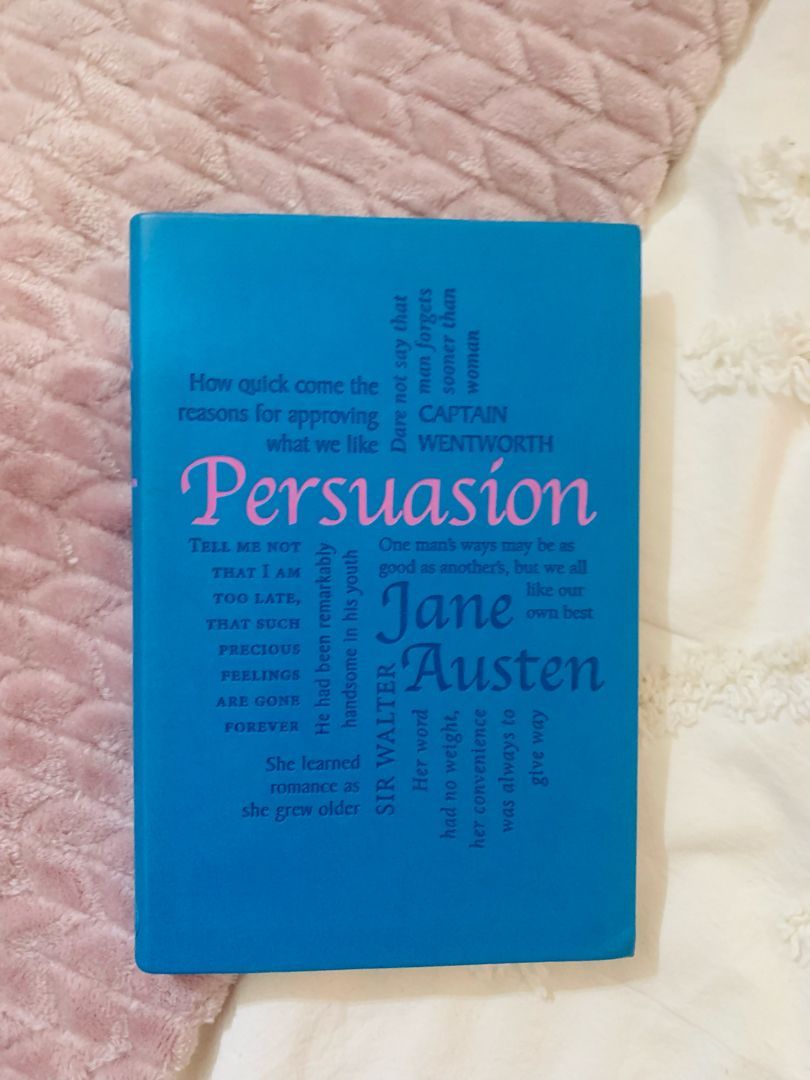 Dare not say that
man forgets
sooner than
woman
How quick come the
reasons for approving
what we like
CAPTAIN
WENTWORTH
Persuasion
TELL ME NOT
THAT I AM
TOO LATE,
THAT SUCH
PRECIOUS
FEELINGS
ARE GONE
FOREVER
He had been remarkably
handsome in his youth
One man's ways may be as
good as another's, but we all
like our
own best
Jane
Austen
SIR WALTER
Her word
had no weight,
her convenience
was always to
give way
She learned
romance as
she grew older